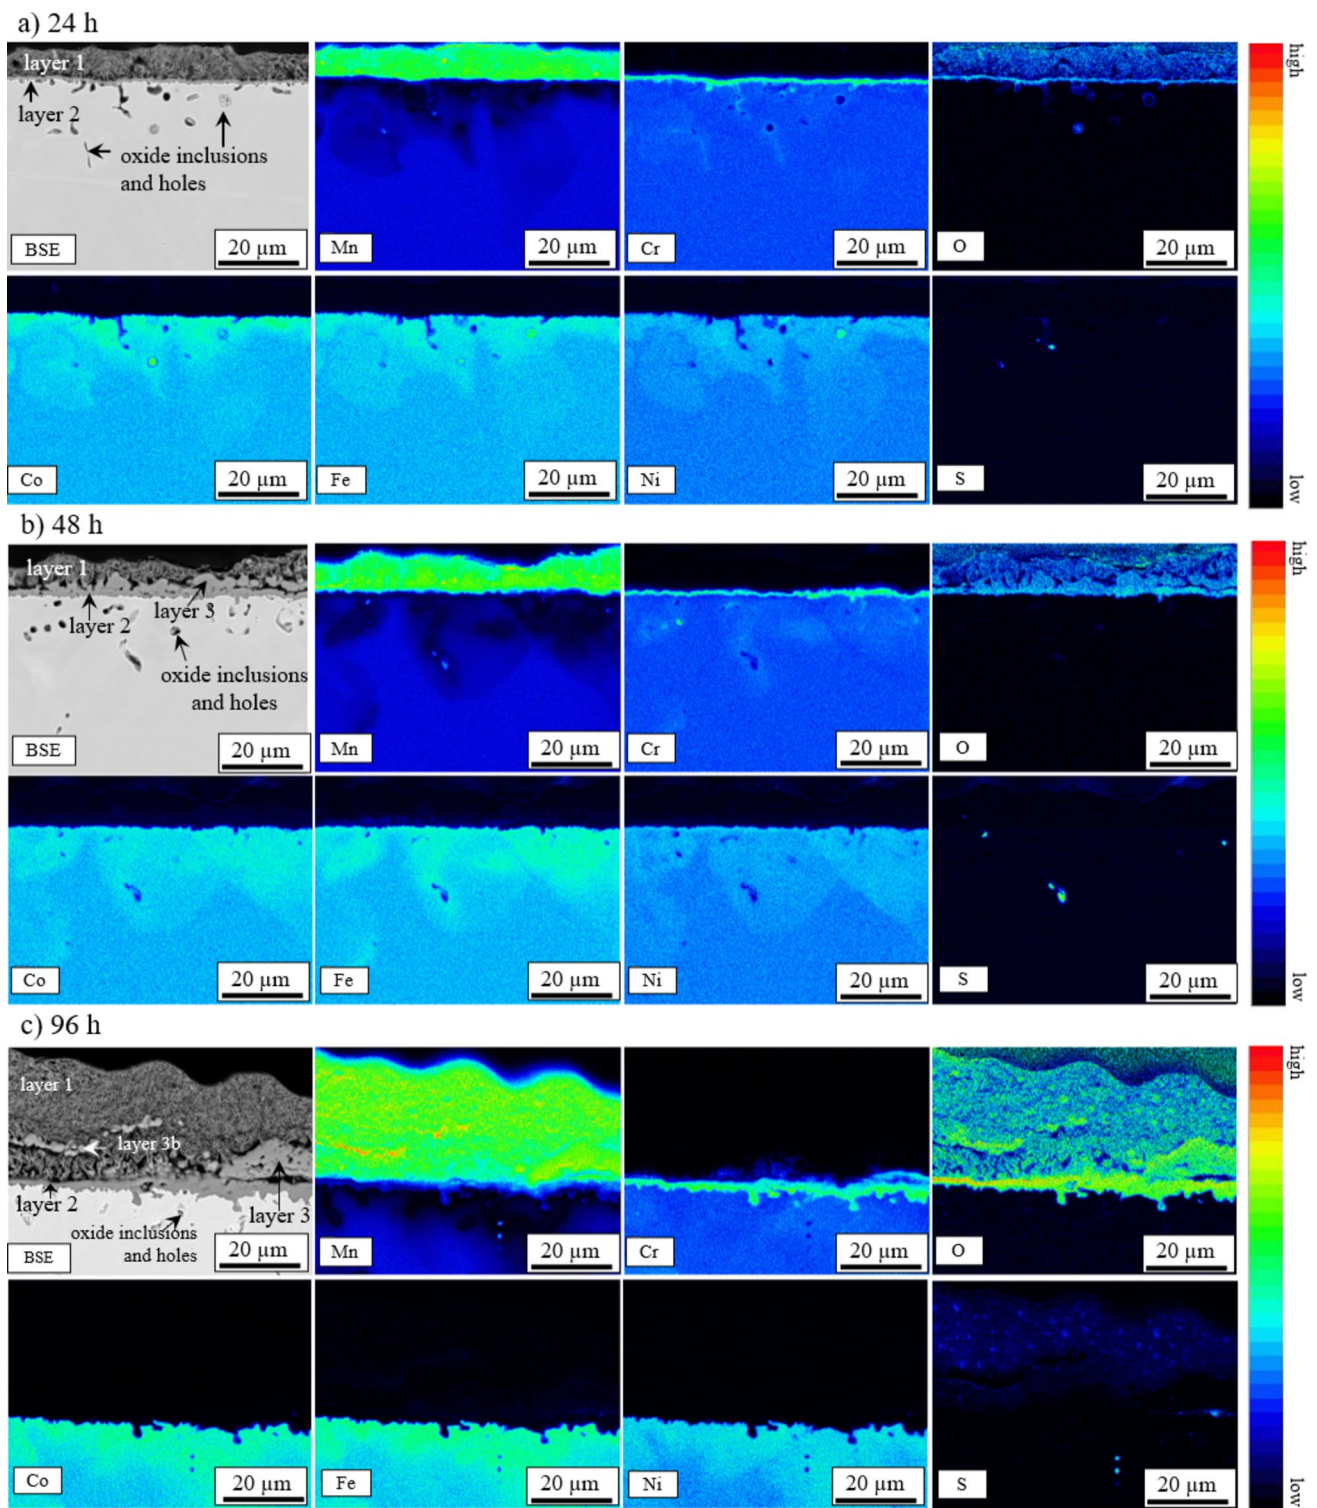 a) 24 h
layer 1
layer 2
oxide inclusions
and holes
BSE
20 µm
Mn
20 µm
Cr
20 µm
O
20 µm
high
low
Co
20 µm
Fe
20 µm
Ni
20 µm
S
20 µm
b) 48 h
layer 1
layer 2
layer 3
oxide inclusions
and holes
BSE
20 µm
Mn
20 µm
Cr
20 µm
O
20 µm
high
low
Co
20 µm
Fe
20 µm
Ni
20 µm
S
20 µm
c) 96 h
layer 1
layer 3b
layer 2
layer 3
oxide inclusions
and holes
BSE
20 µm
Mn
20 µm
Cr
20 µm
O
20 µm
high
low
Co
20 µm
Fe
20 µm
Ni
20 µm
S
20 µm